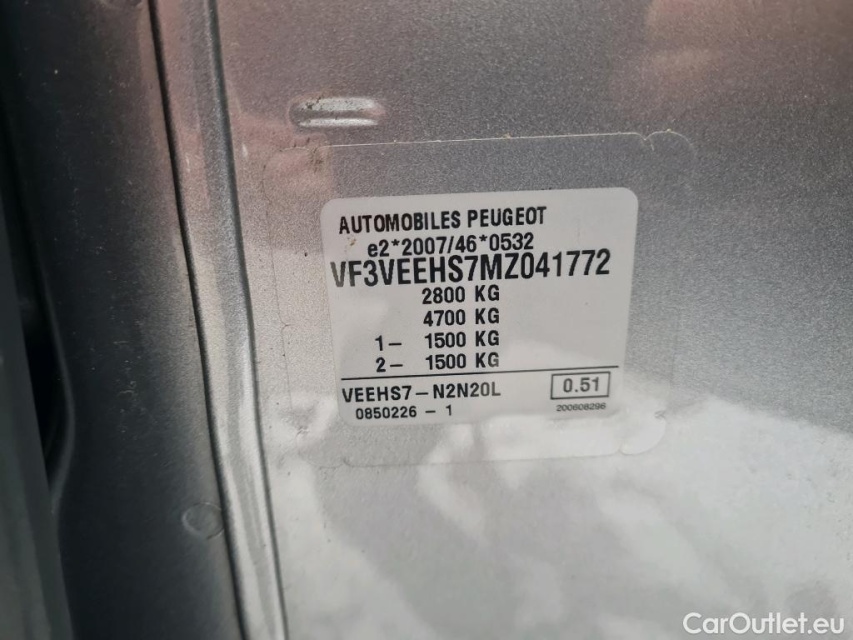 AUTOMOBILES PEUGEOT
e2*2007/46*0532
VF3VEEHS7MZ041772
2800 KG
4700 KG
1- 1500 KG
2- 1500 KG
VEEHS7-N2N20L 0.51
0850226-1 200608296
CarOutlet.eu